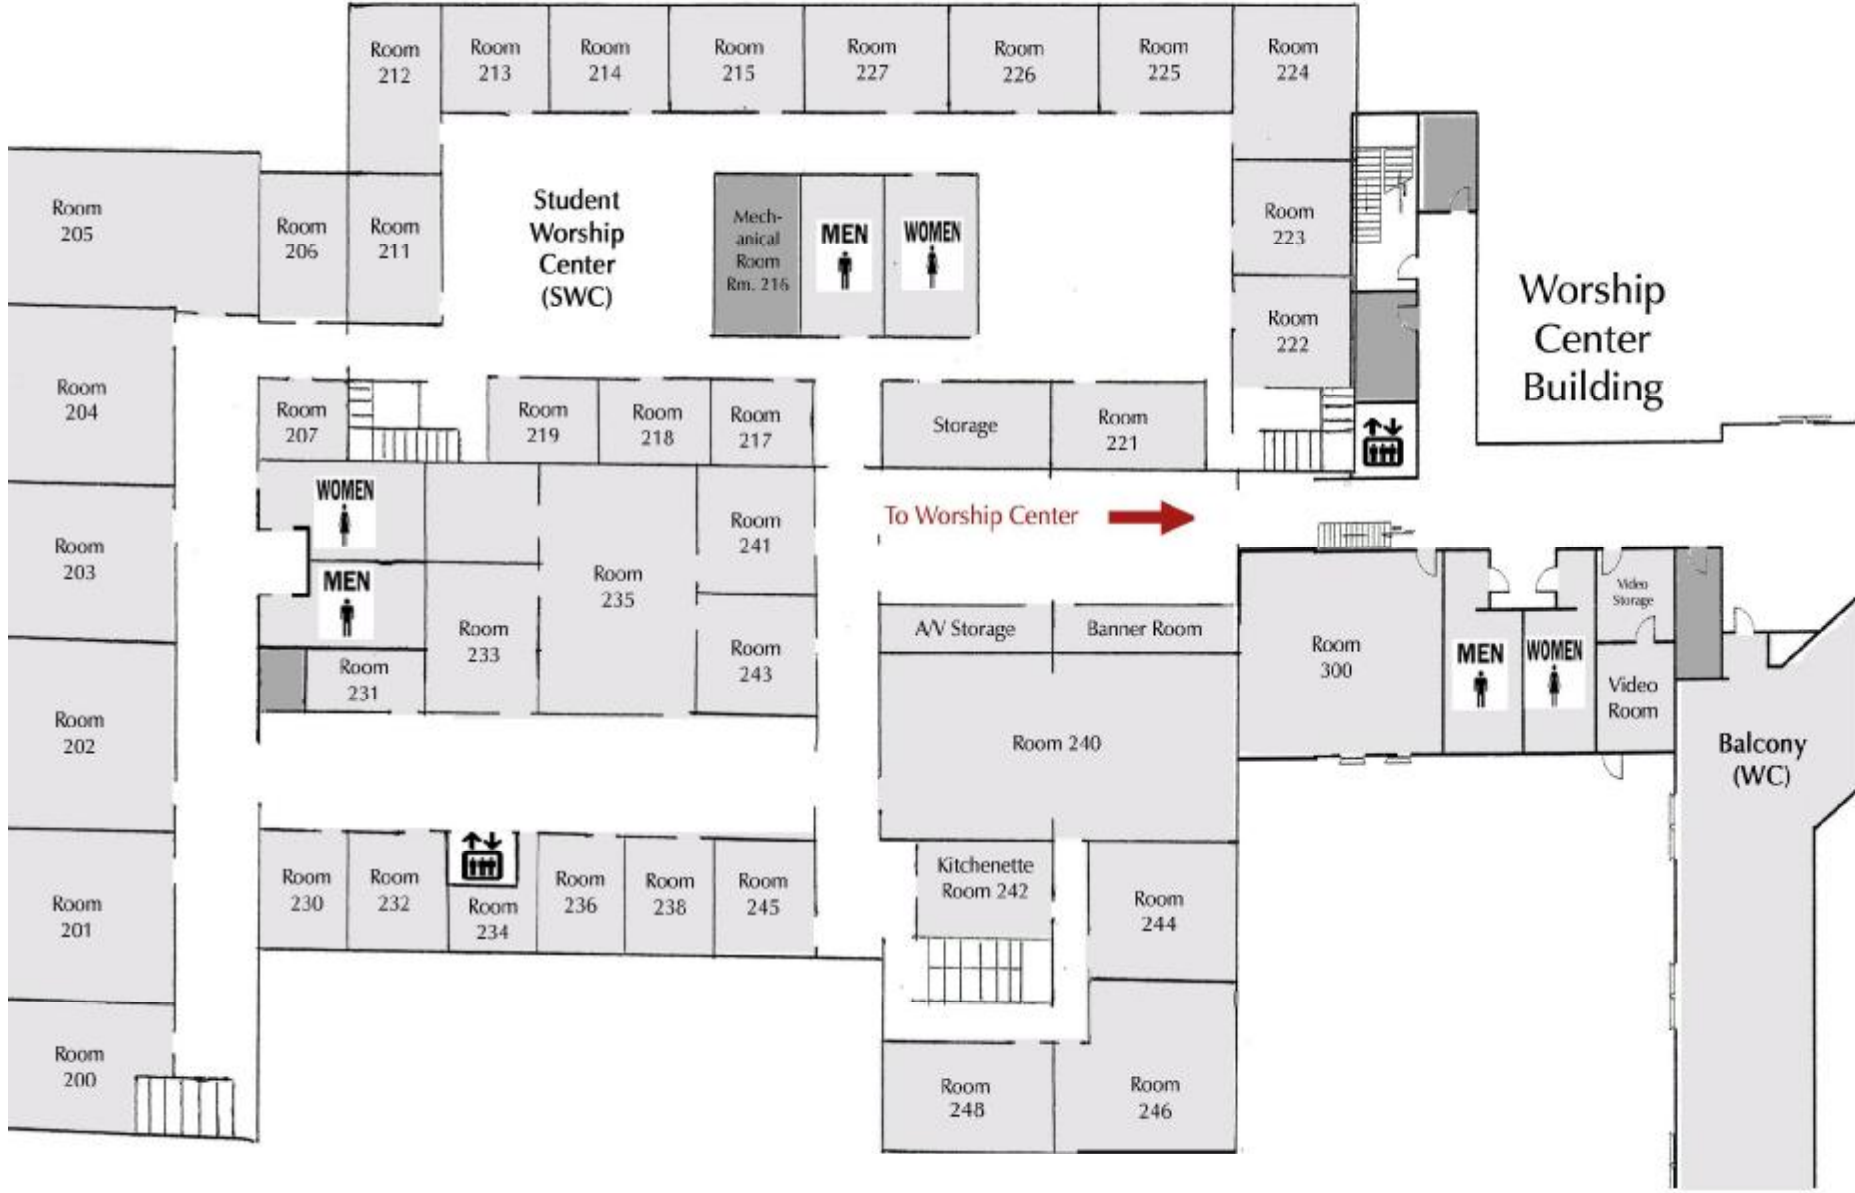 Room
212
Room
213
Room
214
Room
215
Room
227
Room
226
Room
225
Room
224
Room
205
Room
206
Room
211
Student
Worship
Center
(SWC)
Mech-
anical
Room
Rm. 216
MEN
WOMEN
Room
223
Room
222
Worship
Center
Building
Room
204
Room
207
Room
219
Room
218
Room
217
Storage
Room
221
WOMEN
MEN
Room
203
Room
235
Room
241
To Worship Center
Room
233
Room
231
Room
243
A/V Storage
Banner Room
Room
300
MEN
WOMEN
Video
Storage
Video
Room
Room
202
Room 240
Balcony
(WC)
Room
201
Room
230
Room
232
Room
234
Room
236
Room
238
Room
245
Kitchenette
Room 242
Room
244
Room
200
Room
248
Room
246